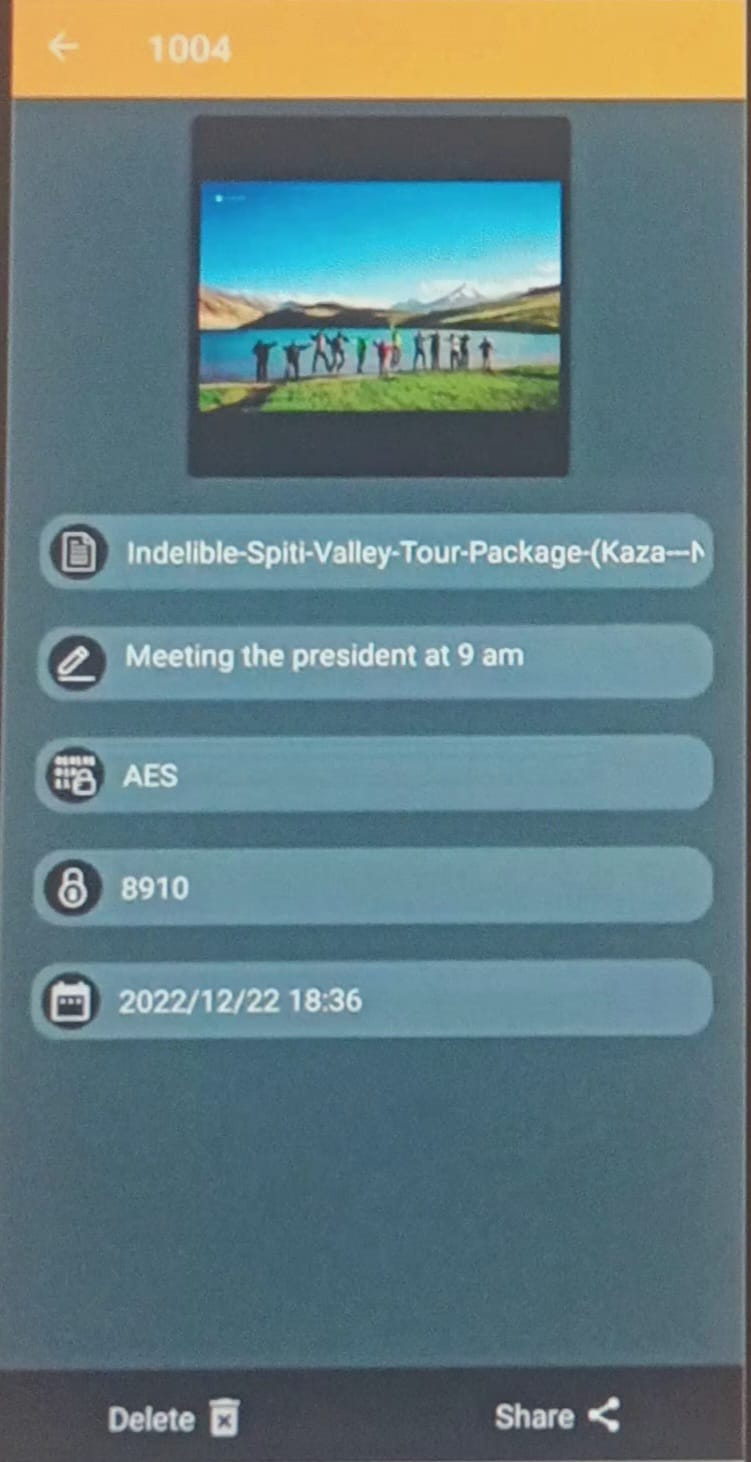 1004
Indelible-Spiti-Valley-Tour-Package-(Kaza---
Meeting the president at 9 am
AES
8910
2022/12/22 18:36
Delete
Share